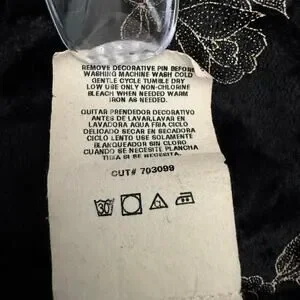 REMOVE DECORATIVE PIN BEFORE
WASHING MACHINE WASH COLD
GENTLE CYCLE TUMBLE DRY
LOW USE ONLY NON-CHLORINE
BLEACH WHEN NEEDED WARM
IRON AS NEEDED.
QUITAR PRENDEDOR DECORATIVO
ANTES DE LAVAR.LAVAR EN
LAVADORA AGUA FRIA CICLO
DELICADO SECAR EN SECADORA
CICLO LENTO USE SOLAMENTE
BLANQUEADOR SIN CLORO
CUANDO SE NECESITE PLANCHA
TIBIA SI SE NECESITA.
CUT# 703099
30